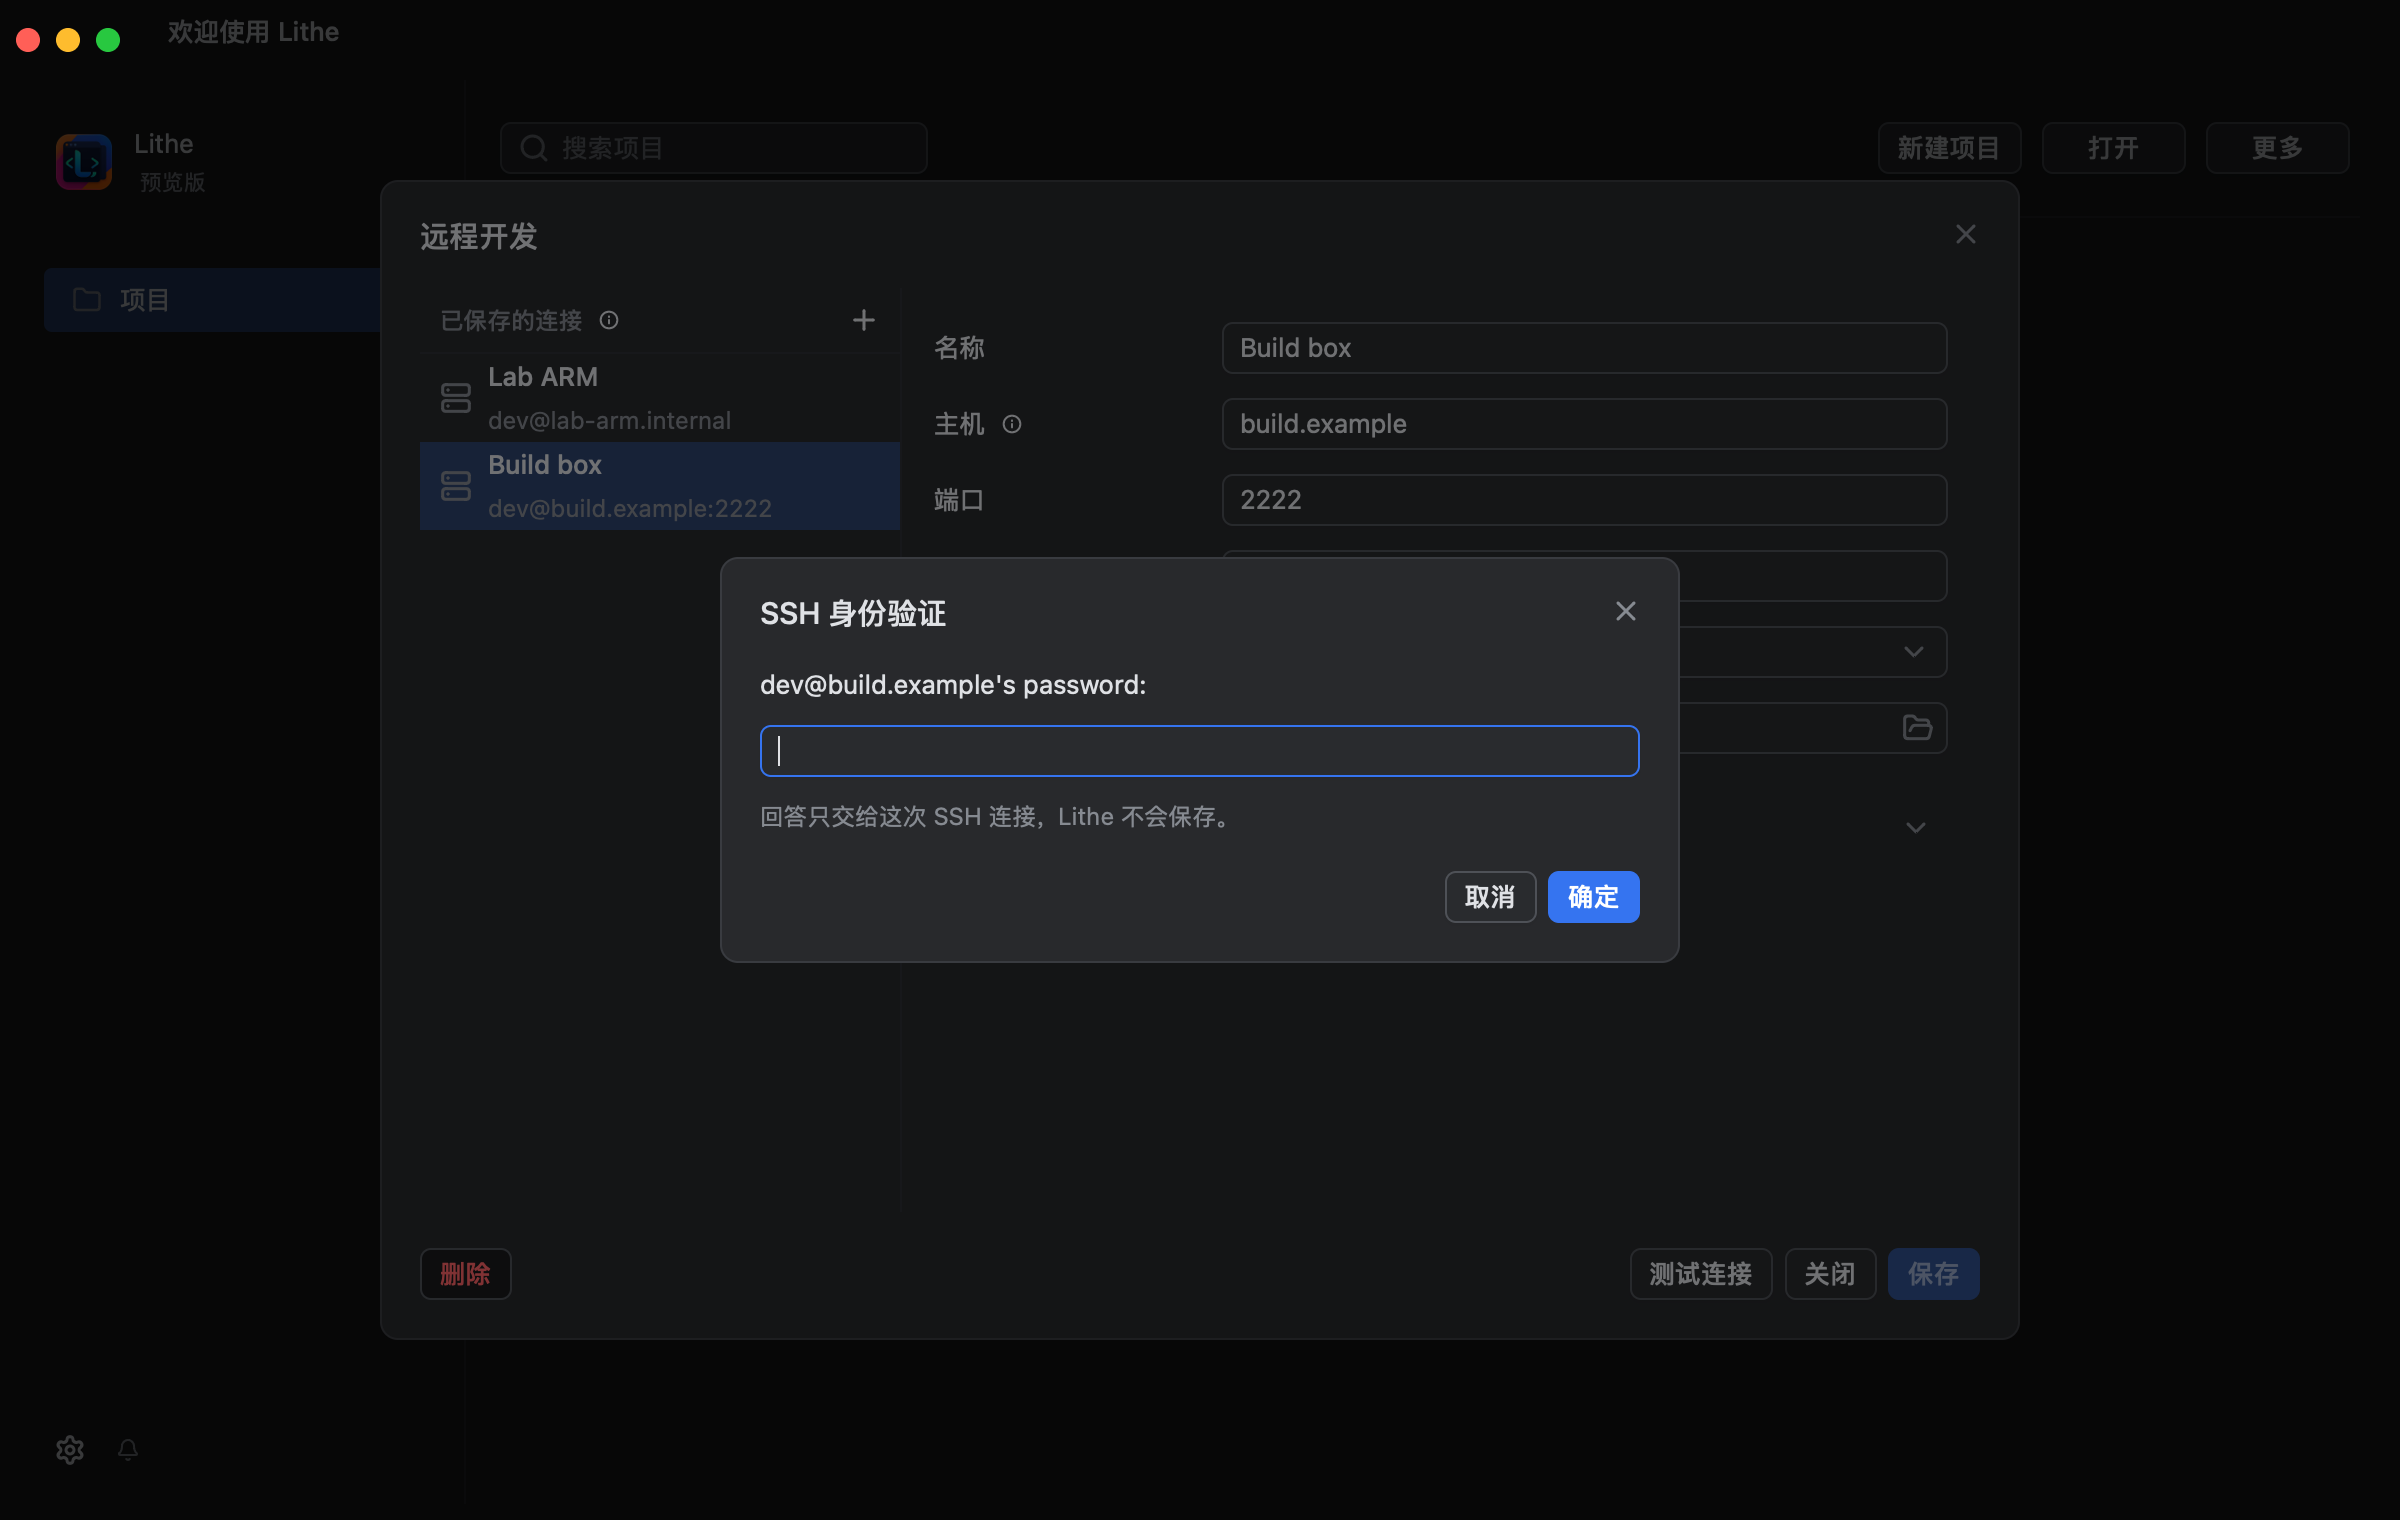 欢迎使用 Lithe
Lithe
预览版
搜索项目
新建项目
打开
更多
项目
远程开发
已保存的连接
Lab ARM
dev@lab-arm.internal
Build box
dev@build.example:2222
名称
Build box
主机
build.example
端口
2222
SSH 身份验证
dev@build.example's password:
回答只交给这次 SSH 连接，Lithe 不会保存。
取消
确定
删除
测试连接
关闭
保存